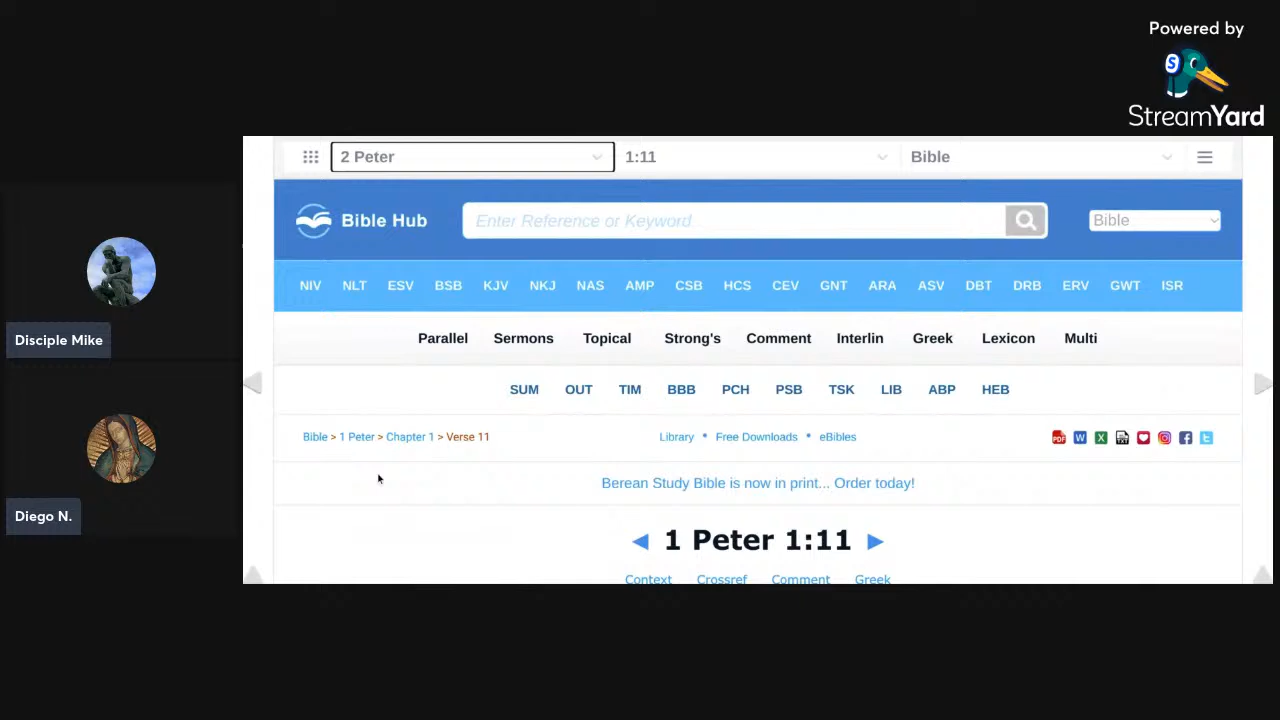 Powered by
S
StreamYard
2 Peter
1:11
Bible
Bible Hub
Enter Reference or Keyword
Bible
NIV NLT ESV BSB KJV NKJ NAS AMP CSB HCS CEV GNT ARA ASV DBT DRB ERV GWT ISR
Parallel Sermons Topical Strong's Comment Interlin Greek Lexicon Multi
SUM OUT TIM BBB PCH PSB TSK LIB ABP HEB
Bible > 1 Peter > Chapter 1 > Verse 11
Library • Free Downloads • eBibles
PDF W X TXT
Berean Study Bible is now in print... Order today!
◄ 1 Peter 1:11 ►
Context Crossref Comment Greek
Disciple Mike
Diego N.